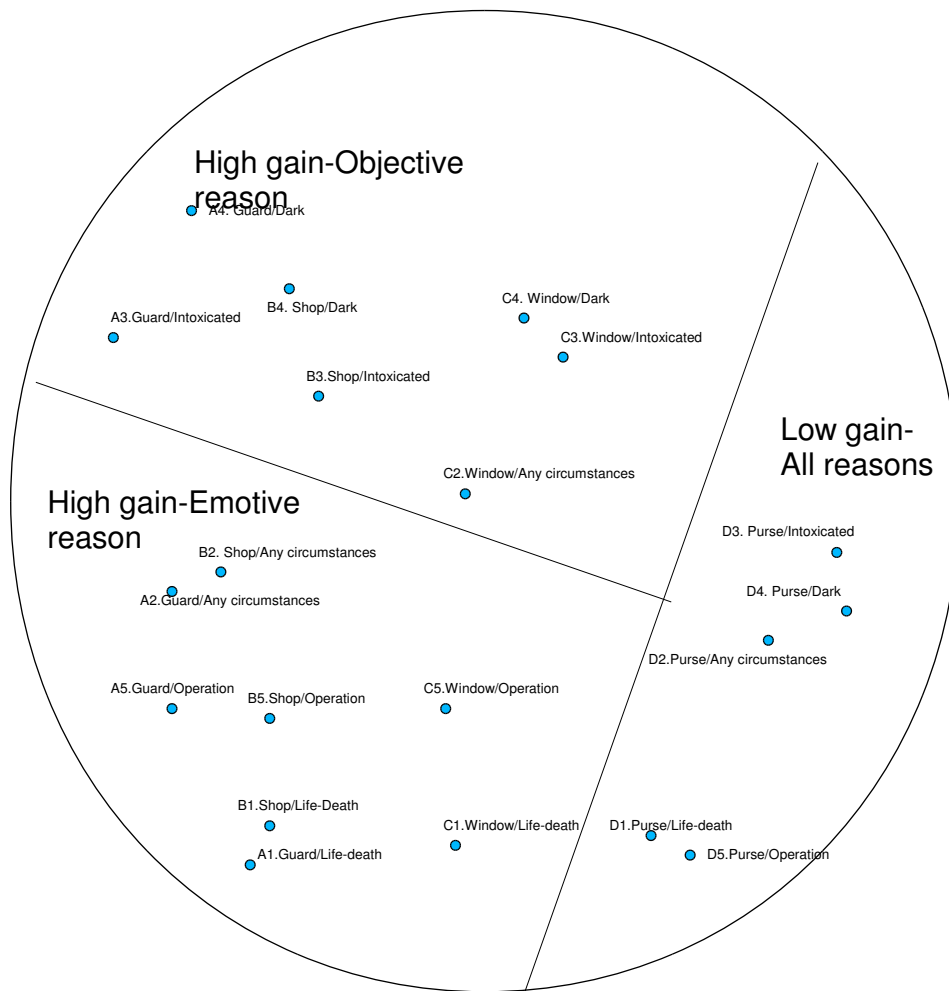 High gain-Objective
reason
A4. Guard/Dark
B4. Shop/Dark
C4. Window/Dark
A3.Guard/Intoxicated
C3.Window/Intoxicated
B3.Shop/Intoxicated
Low gain-
All reasons
C2.Window/Any circumstances
High gain-Emotive
reason
D3. Purse/Intoxicated
B2. Shop/Any circumstances
A2.Guard/Any circumstances
D4. Purse/Dark
D2.Purse/Any circumstances
A5.Guard/Operation
B5.Shop/Operation
C5.Window/Operation
B1.Shop/Life-Death
C1.Window/Life-death
D1.Purse/Life-death
A1.Guard/Life-death
D5.Purse/Operation